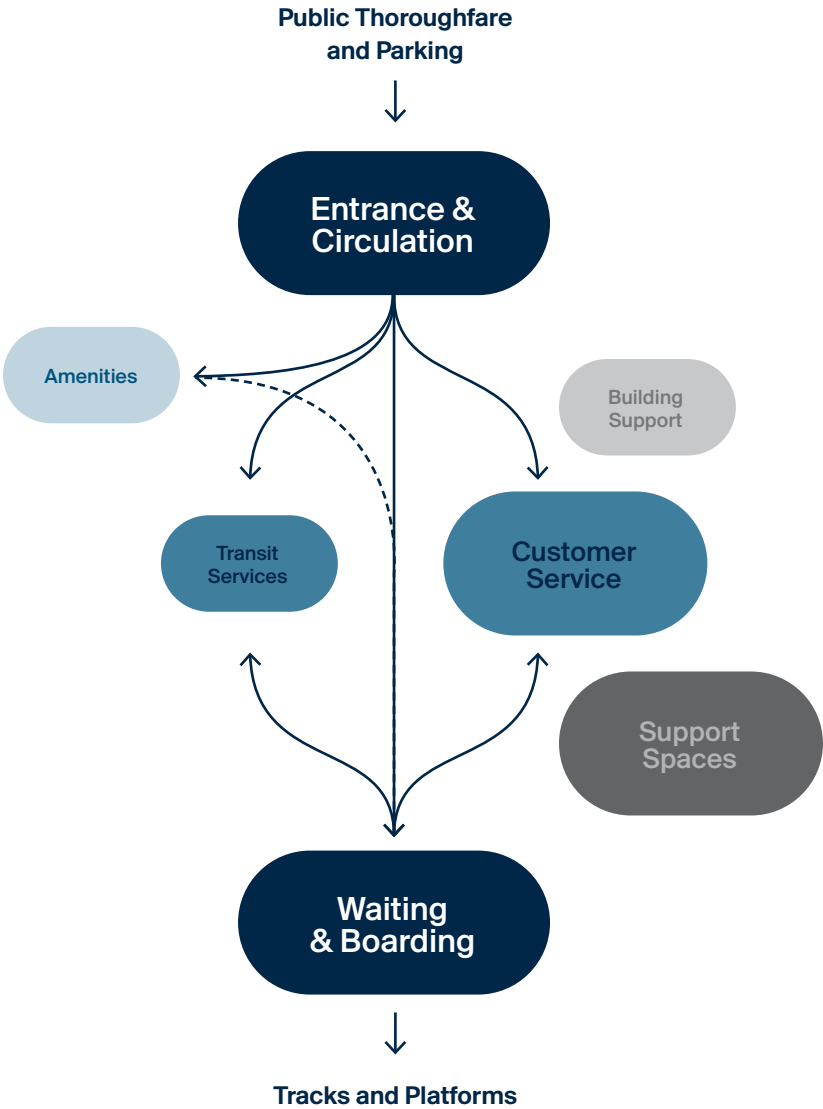 Public Thoroughfare
and Parking
Entrance &
Circulation
Amenities
Building
Support
Transit
Services
Customer
Service
Support
Spaces
Waiting
& Boarding
Tracks and Platforms